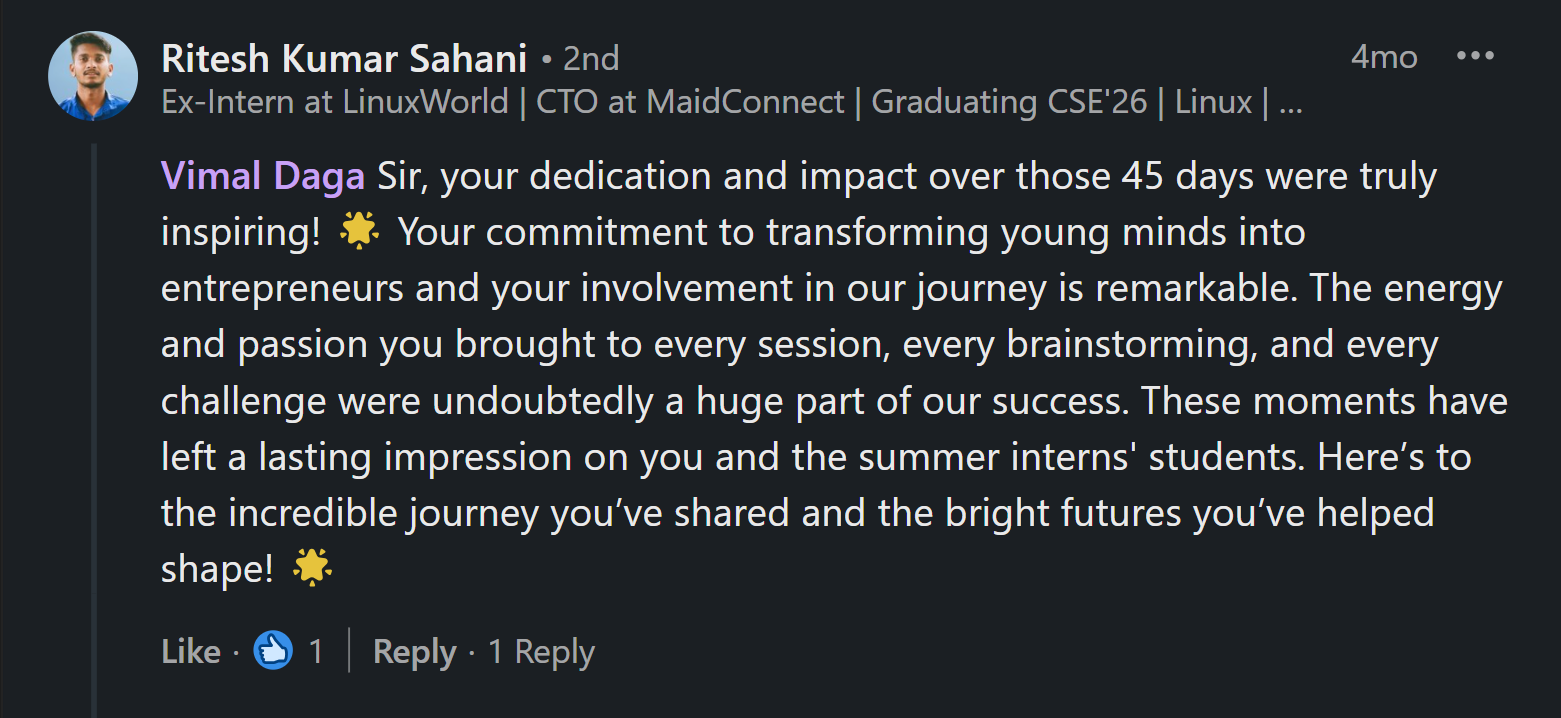 Ritesh Kumar Sahani • 2nd
4mo •••
Ex-Intern at LinuxWorld | CTO at MaidConnect | Graduating CSE'26 | Linux | ...
Vimal Daga Sir, your dedication and impact over those 45 days were truly
inspiring! 🌟 Your commitment to transforming young minds into
entrepreneurs and your involvement in our journey is remarkable. The energy
and passion you brought to every session, every brainstorming, and every
challenge were undoubtedly a huge part of our success. These moments have
left a lasting impression on you and the summer interns' students. Here’s to
the incredible journey you’ve shared and the bright futures you’ve helped
shape! 🌟
Like · 👍 1 | Reply · 1 Reply